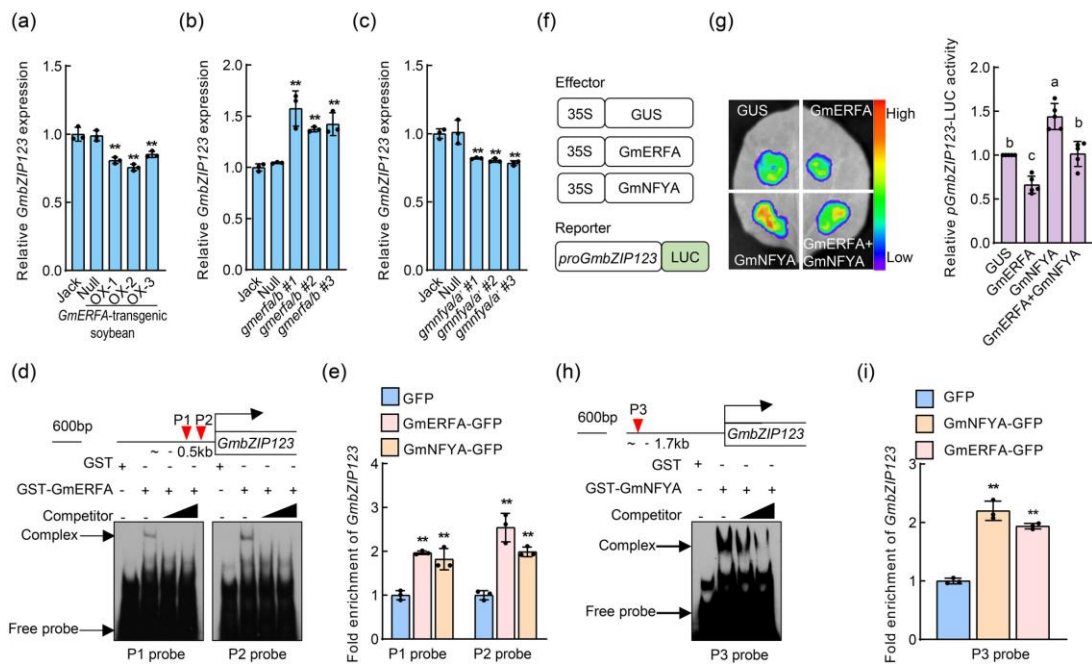 (a)
Relative GmbZIP123 expression
1.5
1.0
0.5
0.0
Jack
Null
OX-1
OX-2
OX-3
** ** **
GmERFA-transgenic
soybean
(b)
Relative GmbZIP123 expression
2.0
1.5
1.0
0.5
0.0
** ** **
Jack
Null
gmerfa/b #1
gmerfa/b #2
gmerfa/b #3
(c)
Relative GmbZIP123 expression
1.5
1.0
0.5
0.0
** ** **
Jack
Null
gmnfya/a' #1
gmnfya/a' #2
gmnfya/a' #3
(f)
Effector
35S GUS
35S GmERFA
35S GmNFYA
Reporter
proGmbZIP123 LUC
(g)
GUS
GmERFA
GmNFYA
GmERFA+
GmNFYA
High
Low
Relative pGmbZIP123-LUC activity
2.0
1.5
1.0
0.5
0.0
b c a b
GUS
GmERFA
GmNFYA
GmERFA+GmNFYA
(d)
600bp
P1 P2
~ - 0.5kb
GmbZIP123
GST + - - - + - - -
GST-GmERFA - + + + - + + +
Competitor - - - -
Complex
Free probe
P1 probe P2 probe
(e)
GFP
GmERFA-GFP
GmNFYA-GFP
Fold enrichment of GmbZIP123
4
3
2
1
0
** ** ** **
P1 probe P2 probe
(h)
600bp
P3
~ - 1.7kb
GmbZIP123
GST + - - -
GST-GmNFYA - + + +
Competitor - -
Complex
Free probe
P3 probe
(i)
GFP
GmNFYA-GFP
GmERFA-GFP
Fold enrichment of GmbZIP123
3
2
1
0
** **
P3 probe